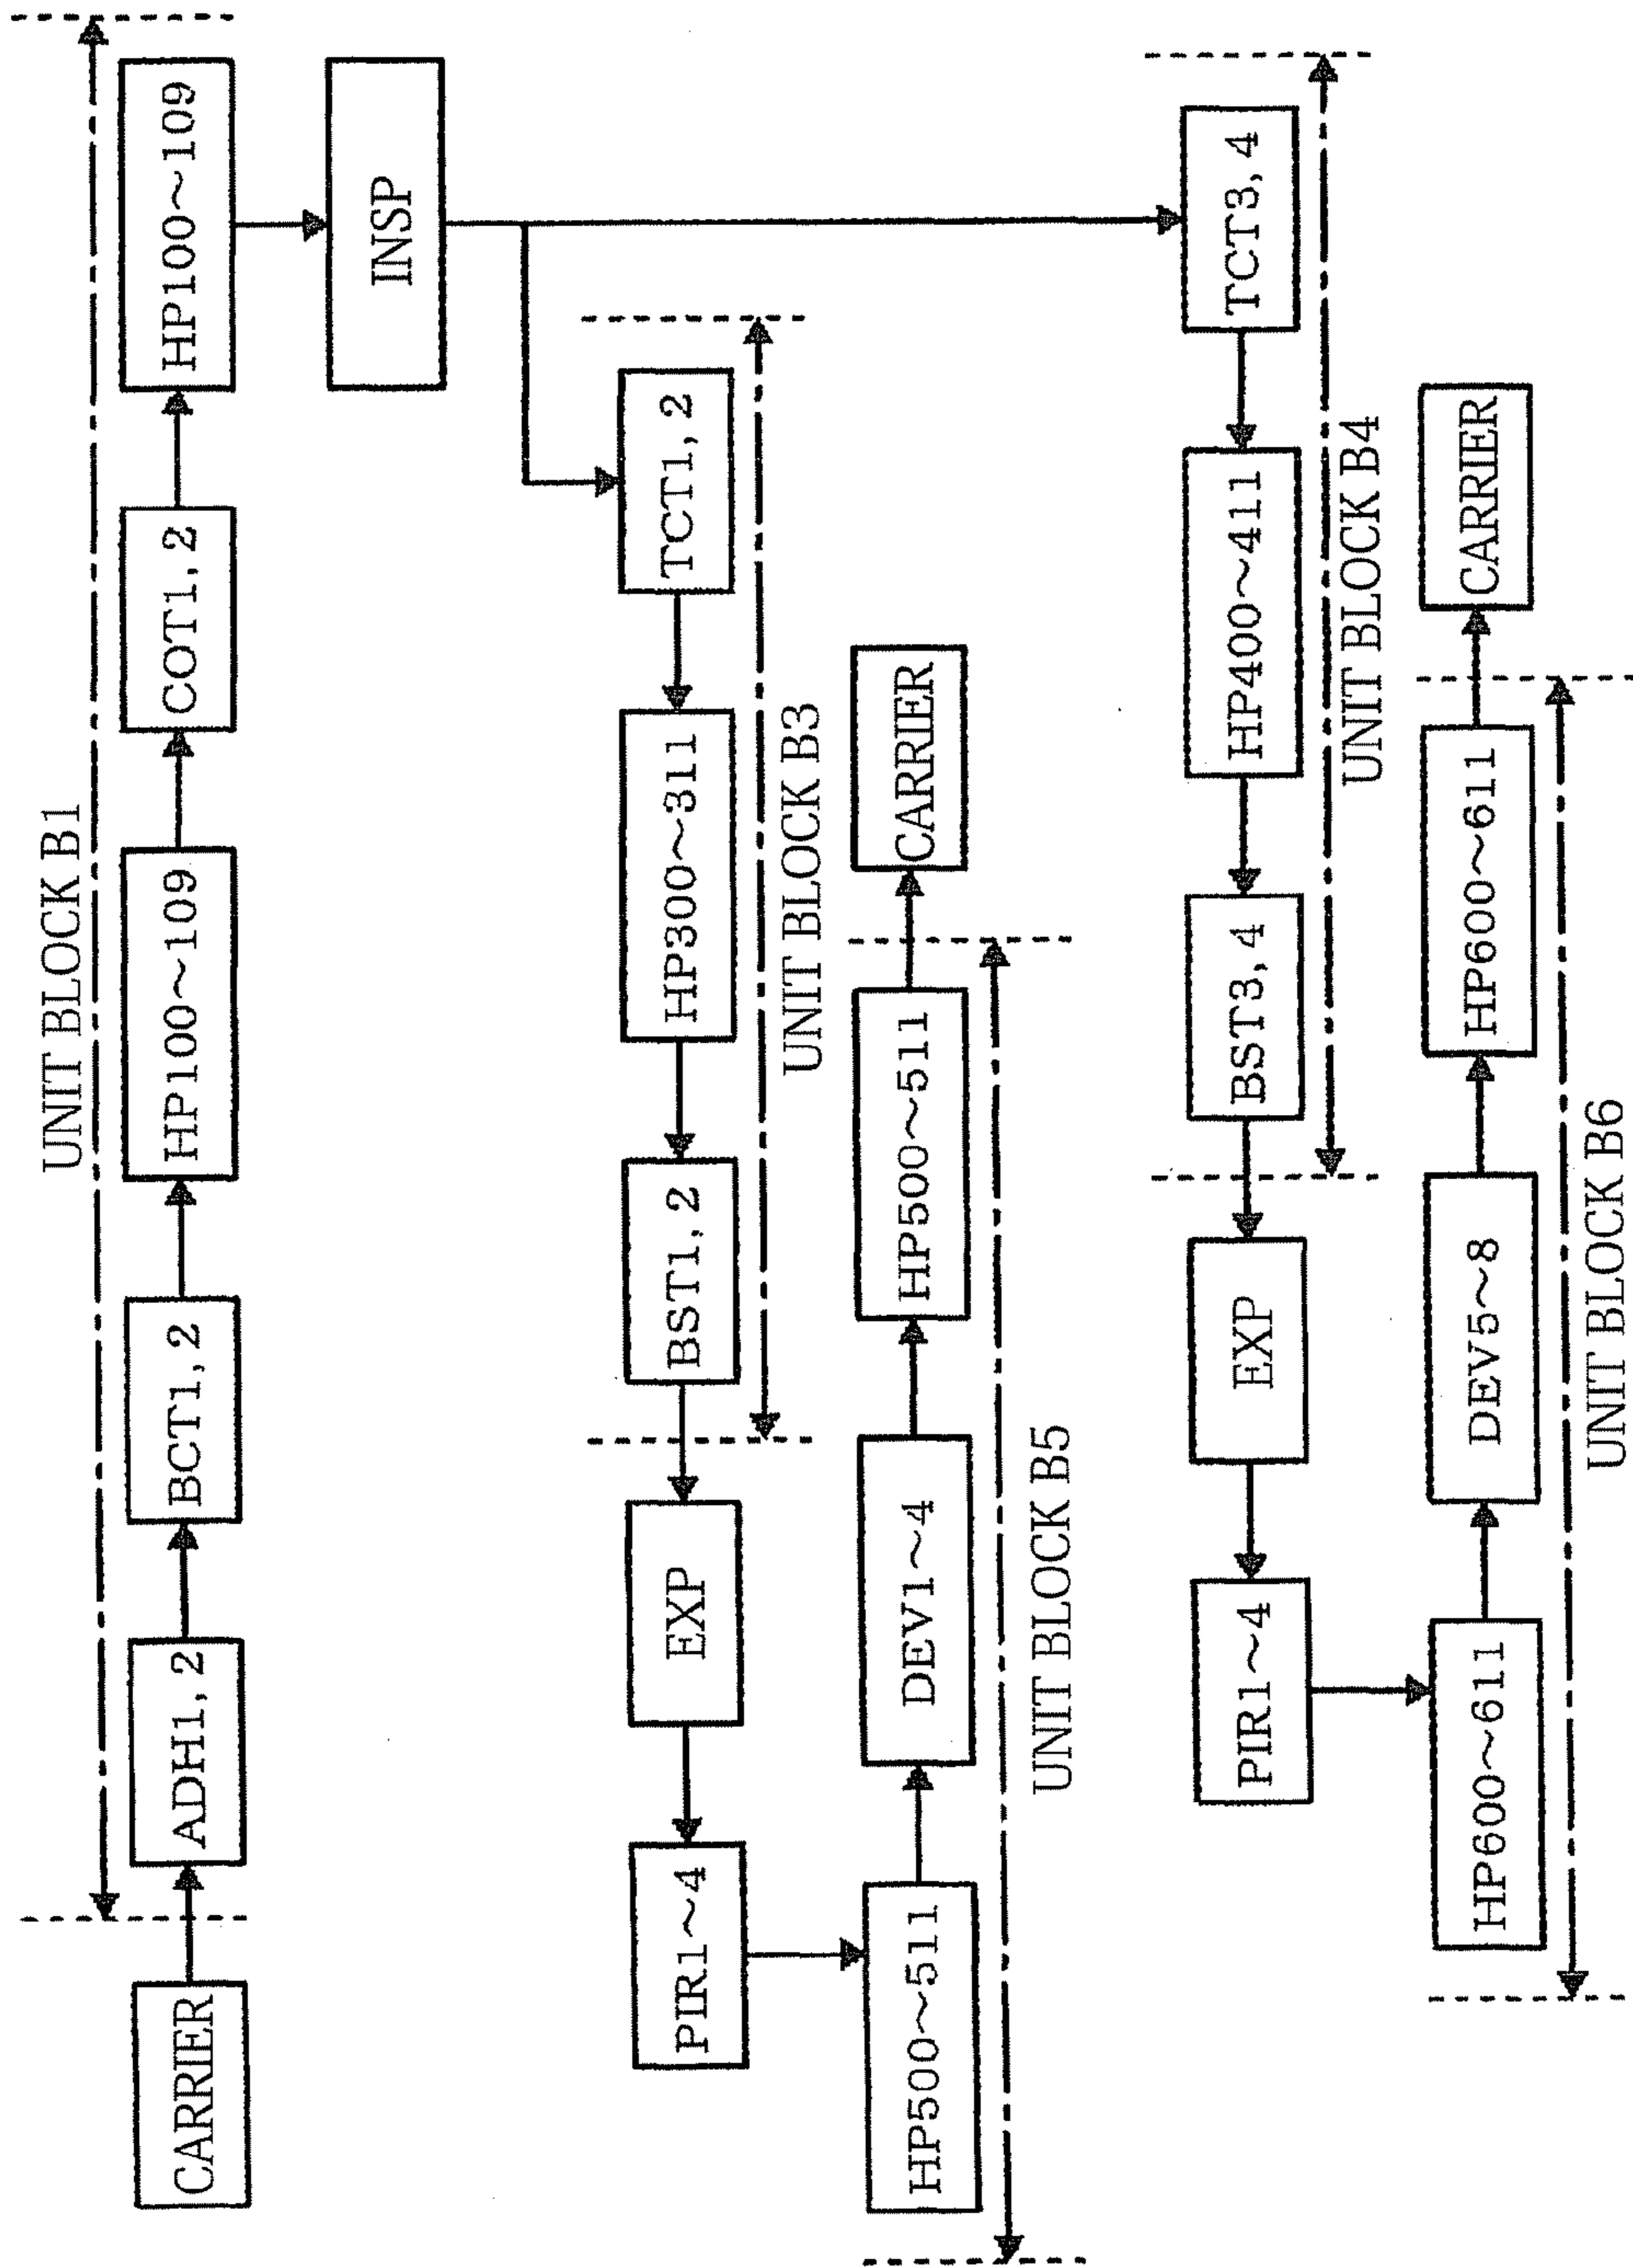 UNIT BLOCK B1
CARRIER
ADH1, 2
BCT1, 2
HP100~109
COT1, 2
HP100~109
INSP
TCT1, 2
HP300~311
BST1, 2
UNIT BLOCK B3
EXP
PIR1~4
HP500~511
DEV1~4
HP500~511
CARRIER
UNIT BLOCK B5
TCT3, 4
HP400~411
BST3, 4
UNIT BLOCK B4
EXP
PIR1~4
HP600~611
DEV5~8
HP600~611
CARRIER
UNIT BLOCK B6